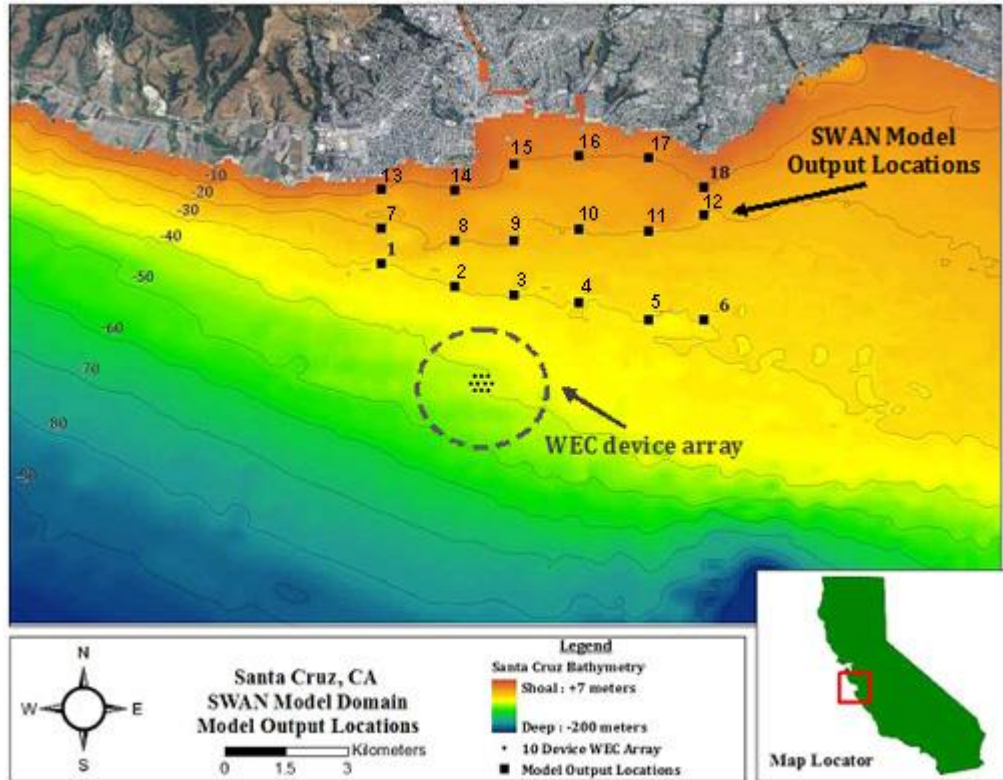 15
16
17
13
14
18
SWAN Model
Output Locations
-10
-20
-30
-40
-50
-60
-70
-80
7
8
9
10
11
12
1
2
3
4
5
6
WEC device array
N
W
E
S
Santa Cruz, CA
SWAN Model Domain
Model Output Locations
Kilometers
0 1.5 3
Legend
Santa Cruz Bathymetry
Shoal : +7 meters
Deep : -200 meters
10 Device WEC Array
Model Output Locations
Map Locator